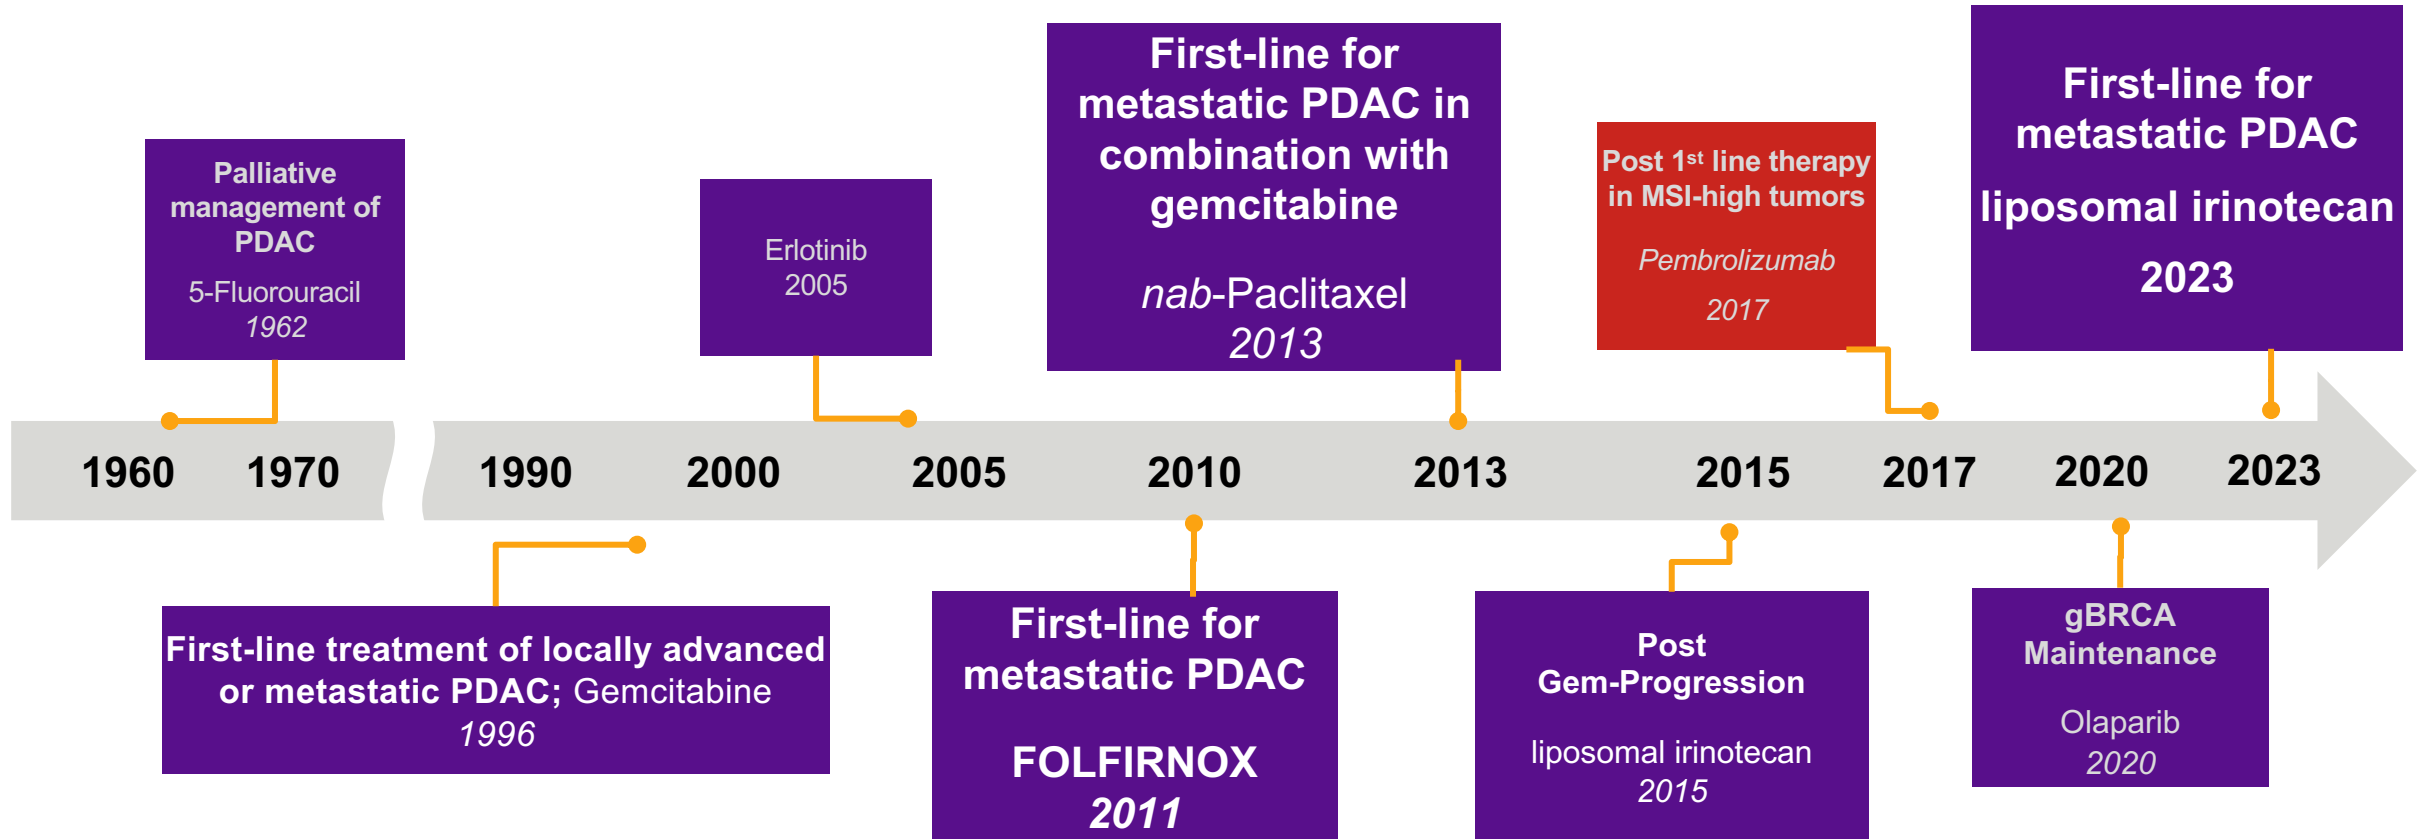 Palliative
management of
PDAC
5-Fluorouracil
1962
Erlotinib
2005
First-line for
metastatic PDAC in
combination with
gemcitabine
nab-Paclitaxel
2013
Post 1st line therapy
in MSI-high tumors
Pembrolizumab
2017
First-line for
metastatic PDAC
liposomal irinotecan
2023
1960 1970 1990 2000 2005 2010 2013 2015 2017 2020 2023
First-line treatment of locally advanced
or metastatic PDAC; Gemcitabine
1996
First-line for
metastatic PDAC
FOLFIRNOX
2011
Post
Gem-Progression
liposomal irinotecan
2015
gBRCA
Maintenance
Olaparib
2020